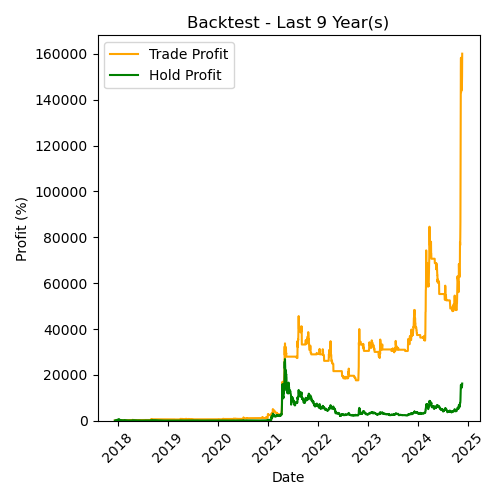 Backtest - Last 9 Year(s)
Trade Profit
Hold Profit
160000
140000
120000
100000
80000
60000
40000
20000
0
Profit (%)
2018 2019 2020 2021 2022 2023 2024 2025
Date